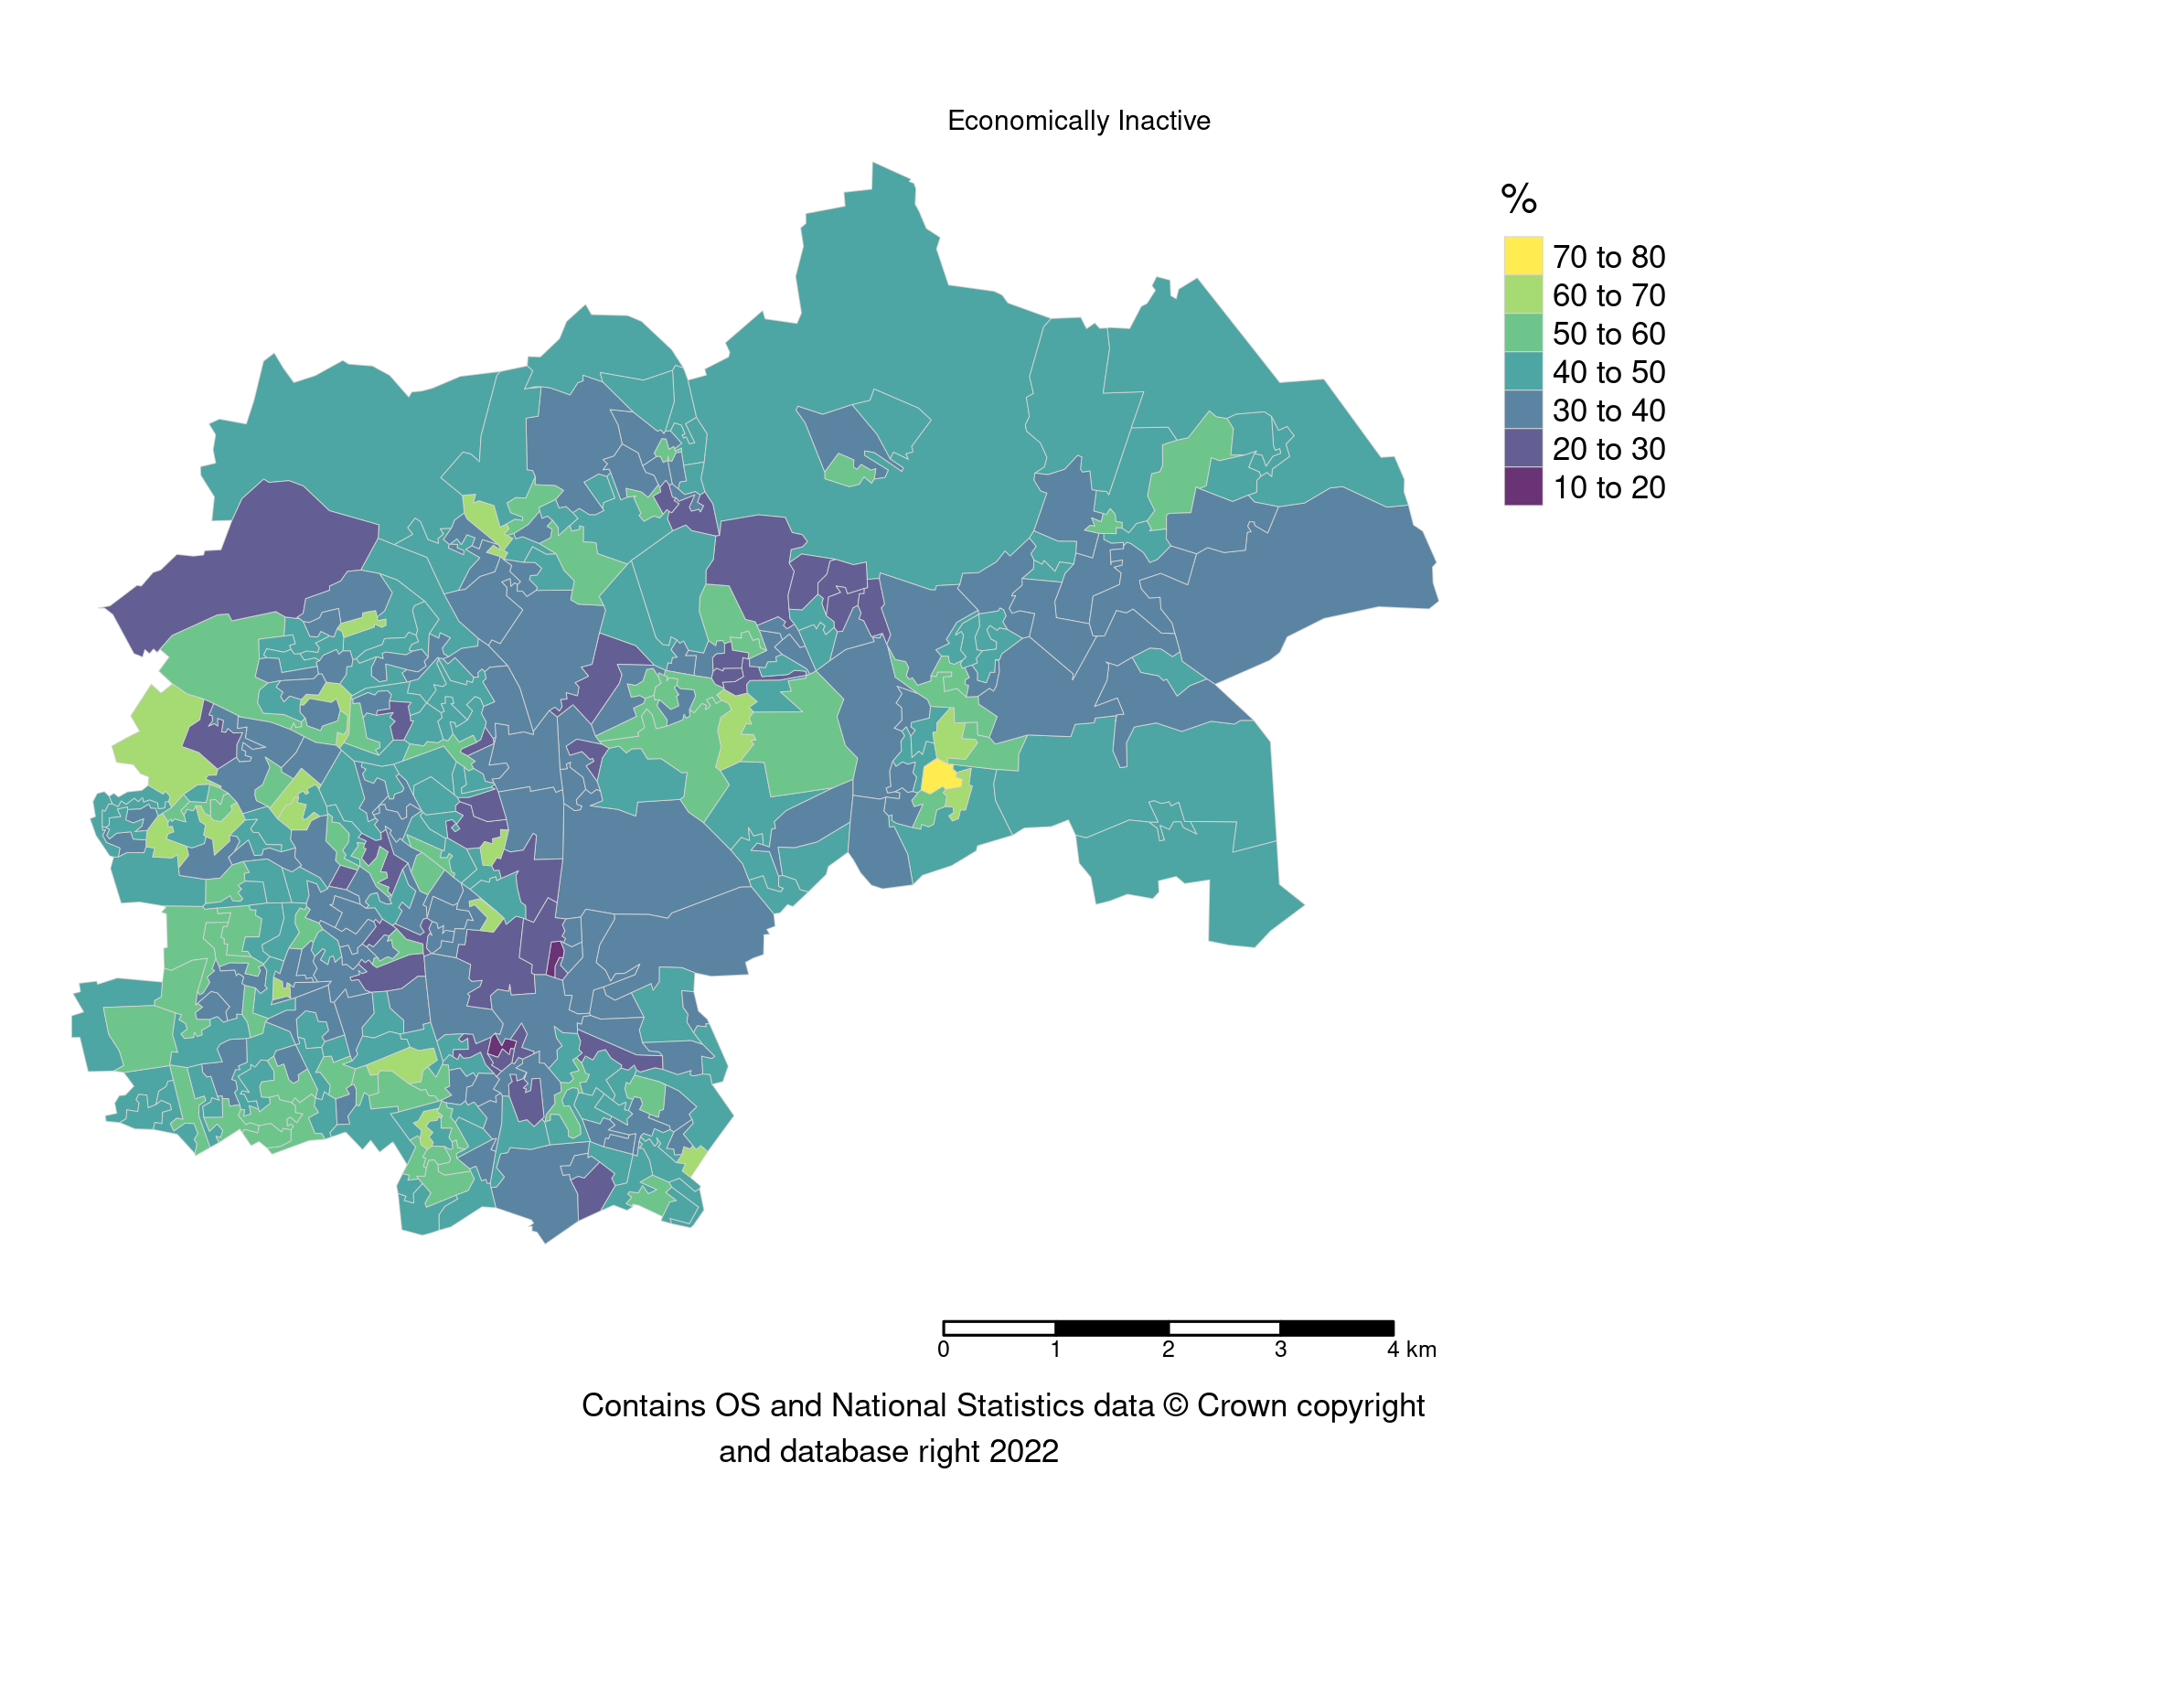 Economically Inactive
%
70 to 80
60 to 70
50 to 60
40 to 50
30 to 40
20 to 30
10 to 20
0 1 2 3 4 km
Contains OS and National Statistics data © Crown copyright
and database right 2022